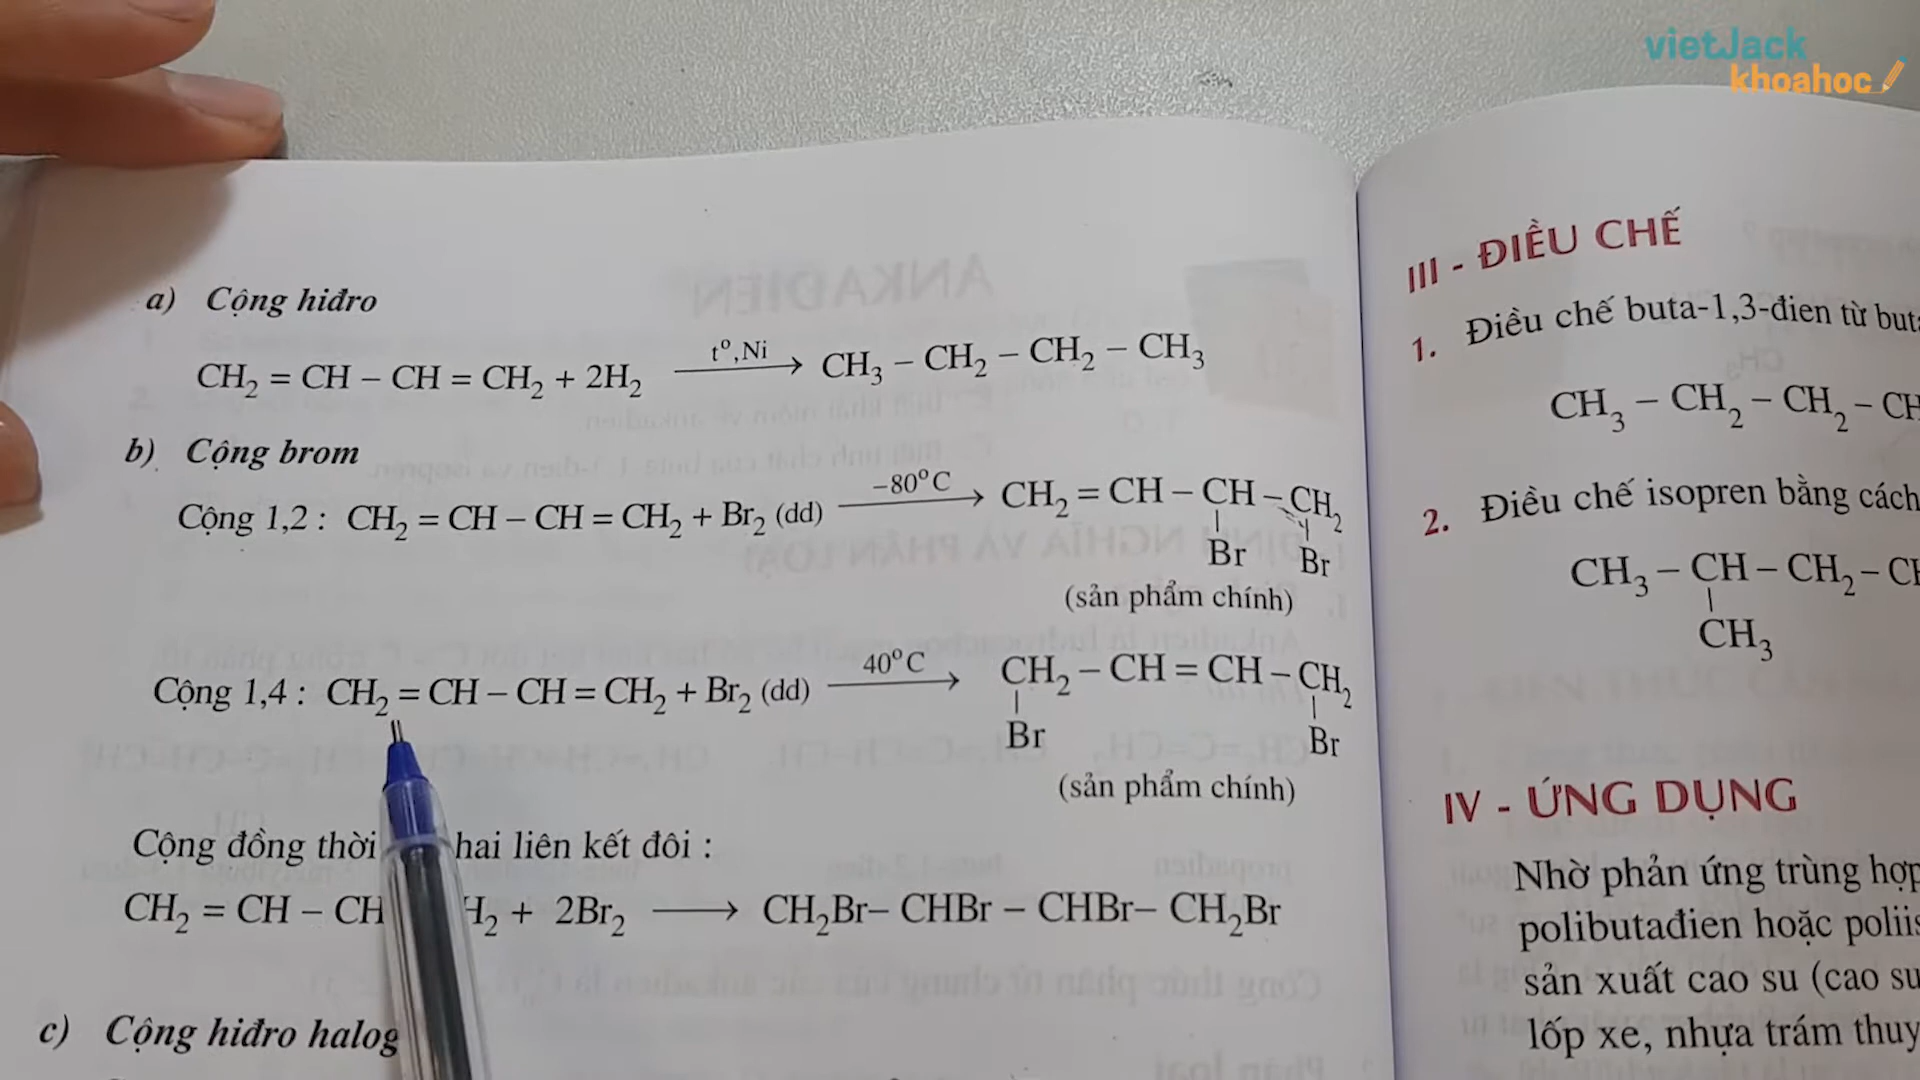 vietJack
khoahoc
a) Cộng hiđro
CH₂ = CH – CH = CH₂ + 2H₂ —t°,Ni→ CH₃ – CH₂ – CH₂ – CH₃
b) Cộng brom
Cộng 1,2 : CH₂ = CH – CH = CH₂ + Br₂ (dd) —–80°C→ CH₂ = CH – CH – CH₂
Br Br
(sản phẩm chính)
Cộng 1,4 : CH₂ = CH – CH = CH₂ + Br₂ (dd) —40°C→ CH₂ – CH = CH – CH₂
Br Br
(sản phẩm chính)
Cộng đồng thời hai liên kết đôi :
CH₂ = CH – CH H₂ + 2Br₂ ⟶ CH₂Br– CHBr – CHBr– CH₂Br
c) Cộng hiđro halog
III - ĐIỀU CHẾ
1. Điều chế buta-1,3-đien từ buta
CH₃ – CH₂ – CH₂ – CH
2. Điều chế isopren bằng cách
CH₃ – CH – CH₂ – CH
CH₃
IV - ỨNG DỤNG
Nhờ phản ứng trùng hợp
polibutađien hoặc poliis
sản xuất cao su (cao su
lốp xe, nhựa trám thuy